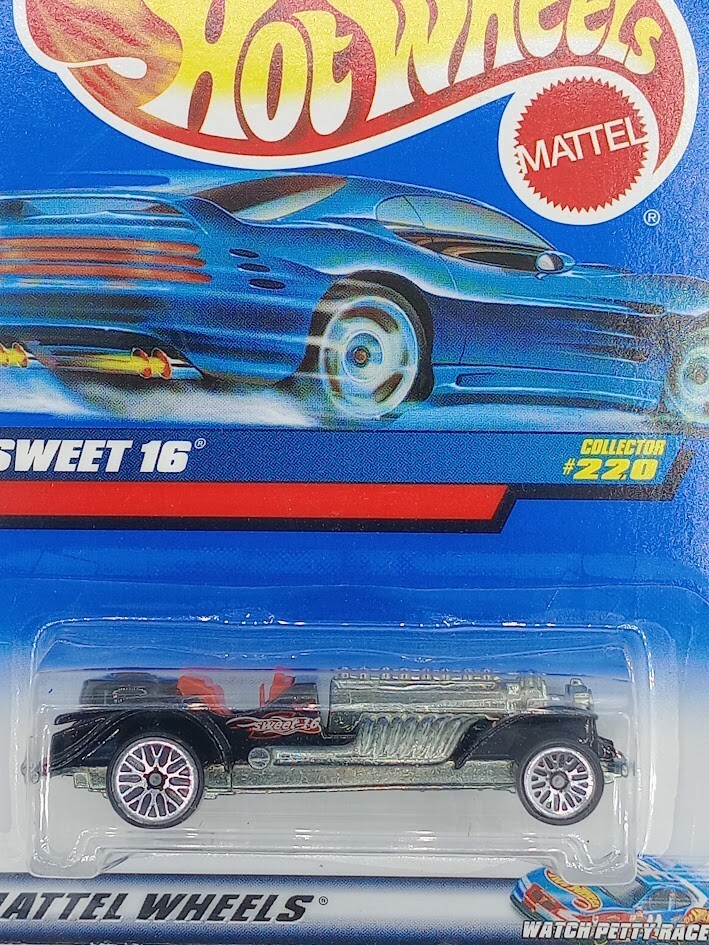 HOT WHEELS
MATTEL
®
SWEET 16®
COLLECTOR
#220
sweet-16
MATTEL WHEELS®
WATCH PETTY RACE